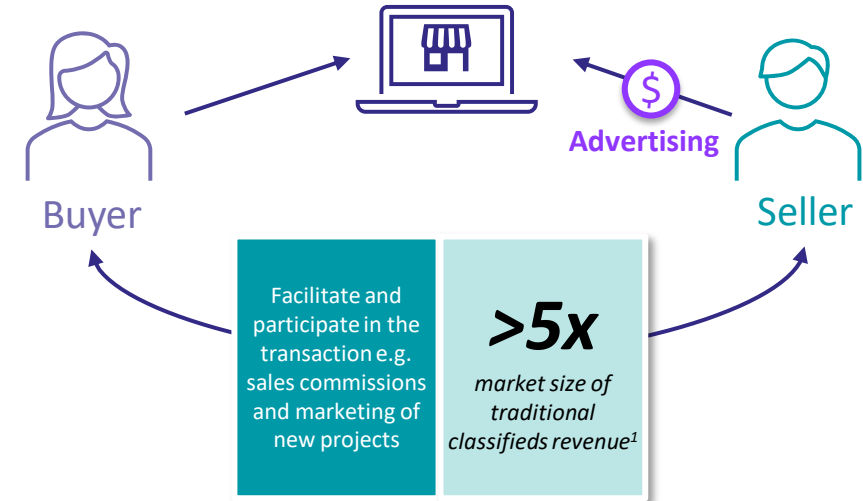 $
Advertising
Buyer
Seller
Facilitate and
participate in the
transaction e.g.
sales commissions
and marketing of
new projects
>5x
market size of
traditional
classifieds revenue1